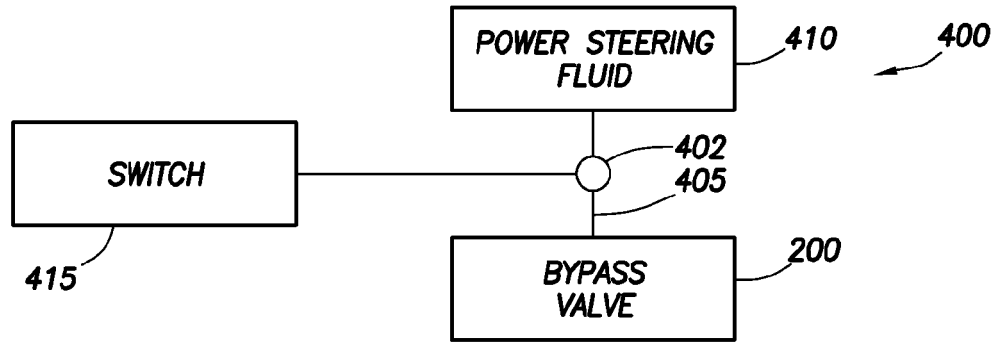 POWER STEERING
FLUID
410
400
SWITCH
402
405
415
BYPASS
VALVE
200